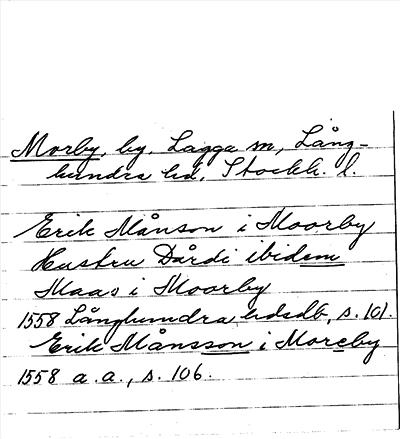 Morby, by, Lagga sn, Lång-
hundra hd, Stockh. l.
Erik Månson i Moorby
Hustru Dårdi ibidem
Maas i Moorby
1558 Långhundra hdsdb, s. 101.
Erik Månsson i Moreby
1558 a. a., s. 106.